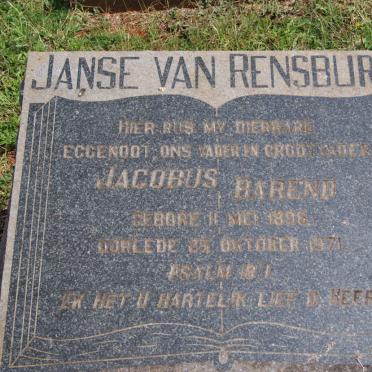 JANSE VAN RENSBUR
HIER RUS MY DIERBARE
EGGENOOT, ONS VADER EN GROOTVADER
JACOBUS BAREND
GEBORE 11 MEI 1896
OORLEDE 25 OKTOBER 1971
PSALM 18:1
EK HET U HARTELIK LIEF O HEER